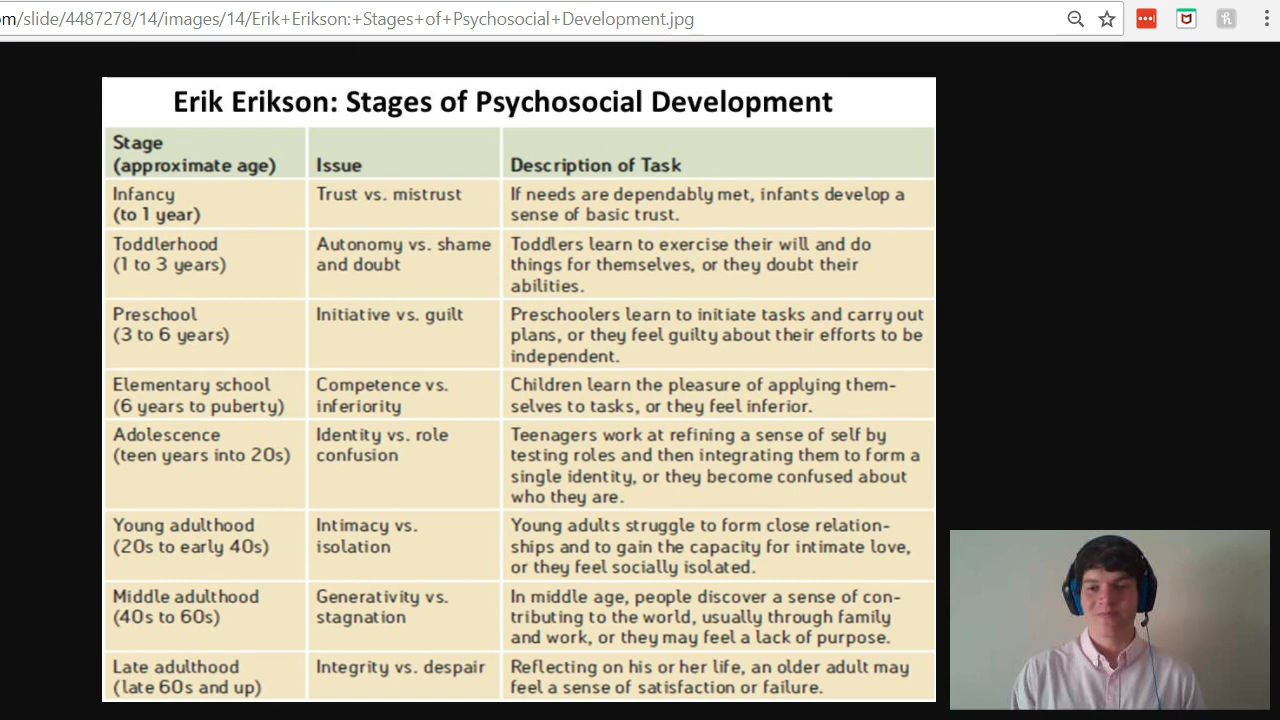 om/slide/4487278/14/images/14/Erik+Erikson:+Stages+of+Psychosocial+Development.jpg
Erik Erikson: Stages of Psychosocial Development
Stage
(approximate age)
Issue
Description of Task
Infancy
(to 1 year)
Trust vs. mistrust
If needs are dependably met, infants develop a
sense of basic trust.
Toddlerhood
(1 to 3 years)
Autonomy vs. shame
and doubt
Toddlers learn to exercise their will and do
things for themselves, or they doubt their
abilities.
Preschool
(3 to 6 years)
Initiative vs. guilt
Preschoolers learn to initiate tasks and carry out
plans, or they feel guilty about their efforts to be
independent.
Elementary school
(6 years to puberty)
Competence vs.
inferiority
Children learn the pleasure of applying them-
selves to tasks, or they feel inferior.
Adolescence
(teen years into 20s)
Identity vs. role
confusion
Teenagers work at refining a sense of self by
testing roles and then integrating them to form a
single identity, or they become confused about
who they are.
Young adulthood
(20s to early 40s)
Intimacy vs.
isolation
Young adults struggle to form close relation-
ships and to gain the capacity for intimate love,
or they feel socially isolated.
Middle adulthood
(40s to 60s)
Generativity vs.
stagnation
In middle age, people discover a sense of con-
tributing to the world, usually through family
and work, or they may feel a lack of purpose.
Late adulthood
(late 60s and up)
Integrity vs. despair
Reflecting on his or her life, an older adult may
feel a sense of satisfaction or failure.